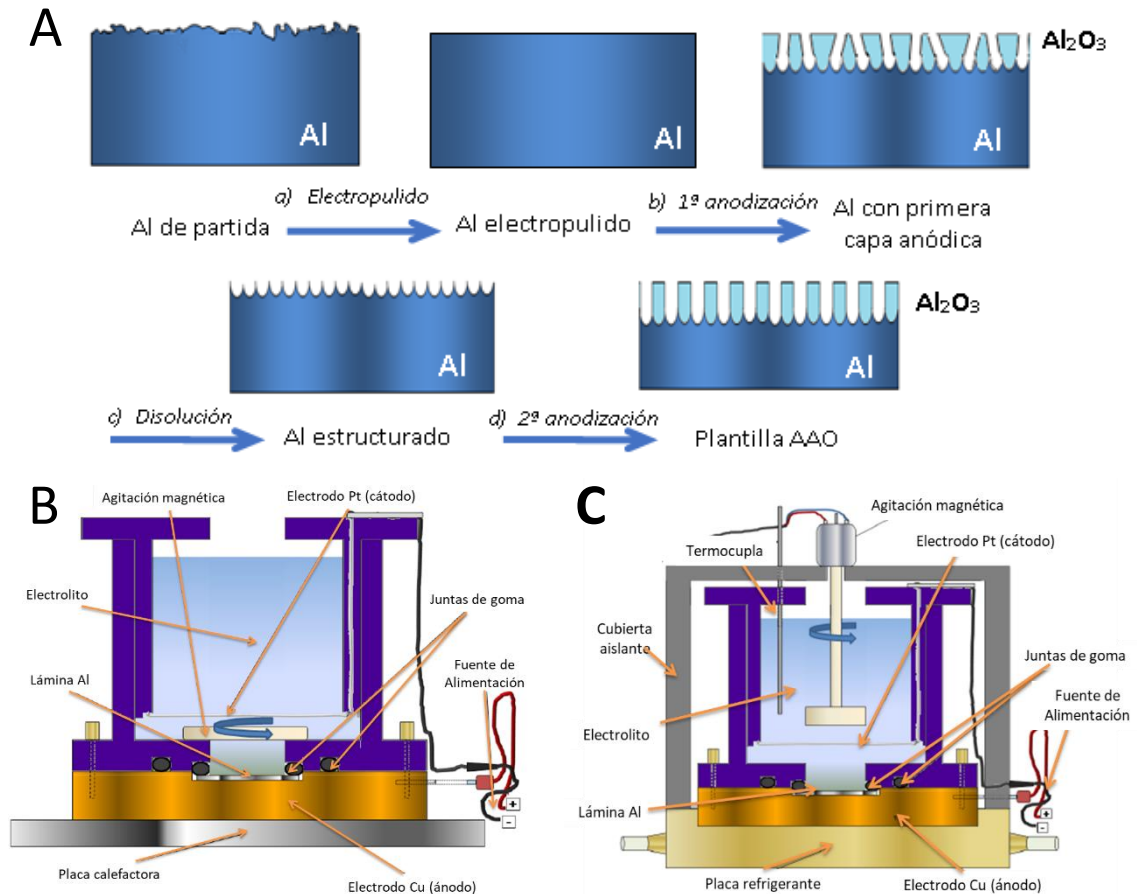 A
Al
Al
Al
Al₂O₃
a) Electropulido
b) 1ª anodización
Al de partida
Al electropulido
Al con primera
capa anódica
Al
Al
Al₂O₃
c) Disolución
d) 2ª anodización
Al estructurado
Plantilla AAO
B
Agitación magnética
Electrodo Pt (cátodo)
Electrolito
Juntas de goma
Lámina Al
Fuente de
Alimentación
+
−
Placa calefactora
Electrodo Cu (ánodo)
C
Agitación magnética
Termocupla
Electrodo Pt (cátodo)
Cubierta
aislante
Juntas de goma
Fuente de
Alimentación
Electrolito
Lámina Al
+
−
Placa refrigerante
Electrodo Cu (ánodo)